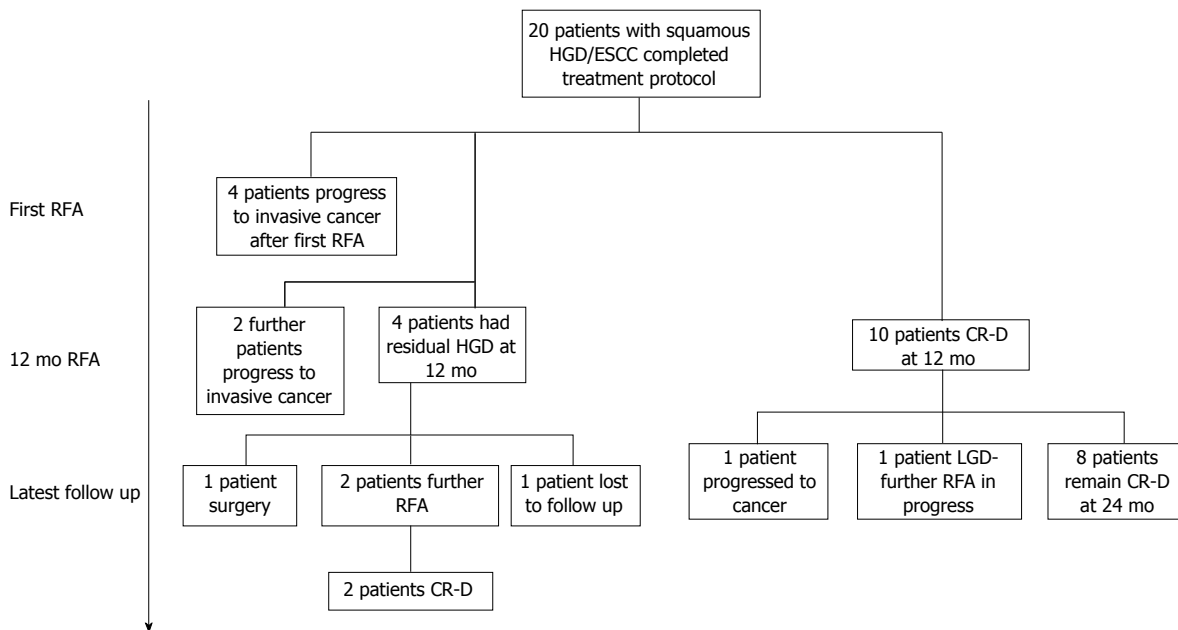 20 patients with squamous
HGD/ESCC completed
treatment protocol
First RFA
4 patients progress
to invasive cancer
after first RFA
12 mo RFA
2 further
patients
progress to
invasive cancer
4 patients had
residual HGD at
12 mo
10 patients CR-D
at 12 mo
Latest follow up
1 patient
surgery
2 patients further
RFA
1 patient lost
to follow up
1 patient
progressed to
cancer
1 patient LGD-
further RFA in
progress
8 patients
remain CR-D
at 24 mo
2 patients CR-D